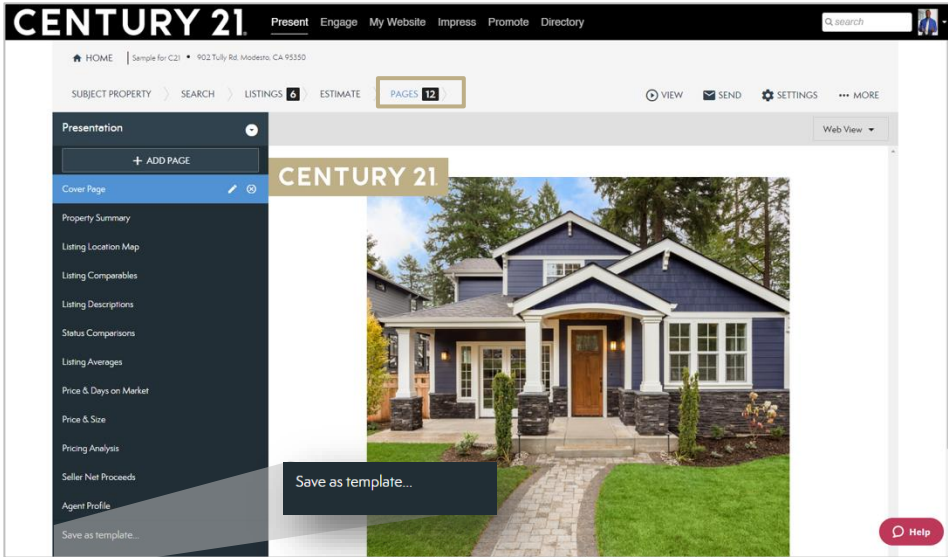 CENTURY 21. Present Engage My Website Impress Promote Directory search
HOME Sample for C21 • 902 Tully Rd. Modesto, CA 95350
SUBJECT PROPERTY SEARCH LISTINGS 6 ESTIMATE PAGES 12 VIEW SEND SETTINGS ••• MORE
Presentation Web View
+ ADD PAGE
CENTURY 21
Cover Page
Property Summary
Listing Location Map
Listing Comparables
Listing Descriptions
Status Comparisons
Listing Averages
Price & Days on Market
Price & Size
Pricing Analysis
Seller Net Proceeds
Save as template...
Agent Profile
Save as template...
Help